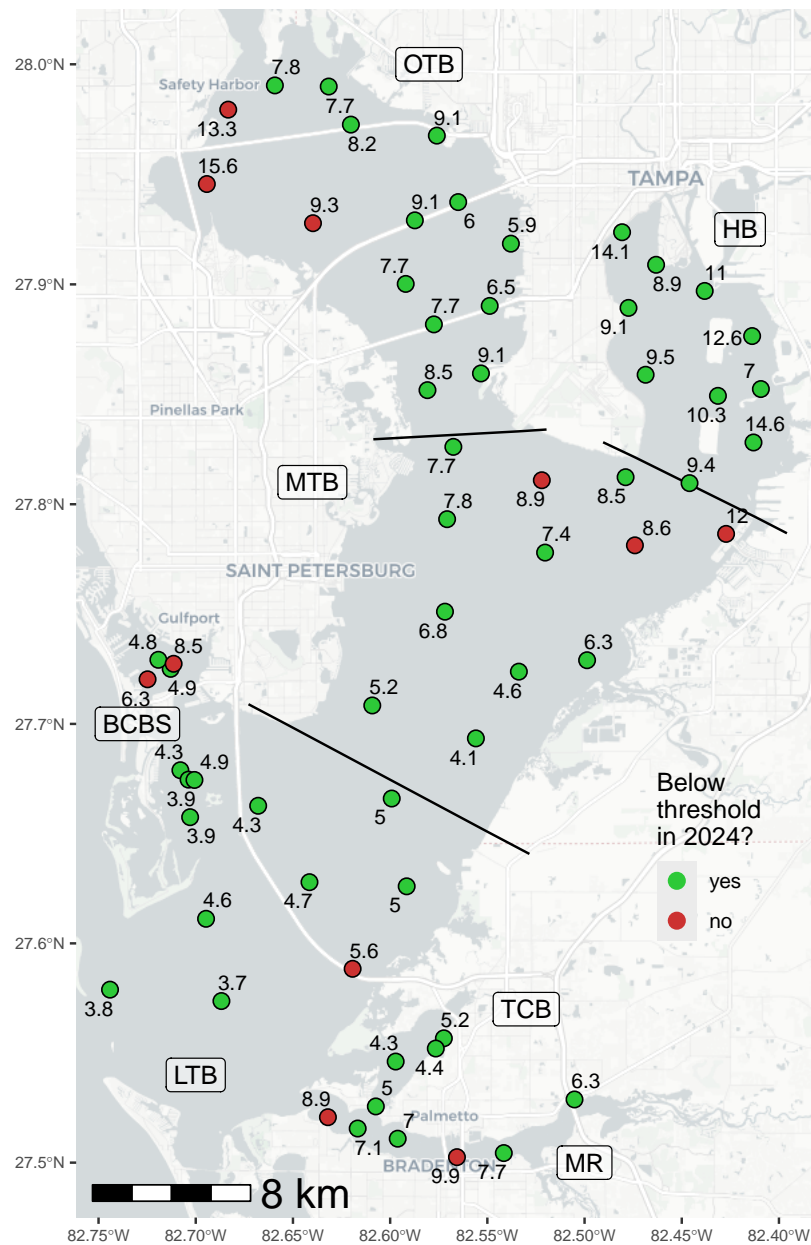 28.0°N
7.8
OTB
Safety Harbor
7.7
9.1
13.3
8.2
15.6
TAMPA
9.3
9.1
6
5.9
HB
14.1
8.9
11
27.9°N
7.7
6.5
9.1
7.7
12.6
9.1
9.5
7
8.5
10.3
Pinellas Park
14.6
7.7
9.4
MTB
8.9
8.5
27.8°N
7.8
12
7.4
8.6
SAINT PETERSBURG
6.8
Gulfport
4.8
8.5
6.3
4.9
6.3
4.6
5.2
27.7°N
BCBS
4.1
4.3
4.9
3.9
5
Below
threshold
in 2024?
3.9
4.3
yes
4.7
5
no
4.6
27.6°N
5.6
3.7
3.8
TCB
5.2
4.3
4.4
LTB
6.3
5
8.9
Palmetto
7
7.1
27.5°N
BRADENTON
9.9
7.7
MR
8 km
82.75°W
82.70°W
82.65°W
82.60°W
82.55°W
82.50°W
82.45°W
82.40°W